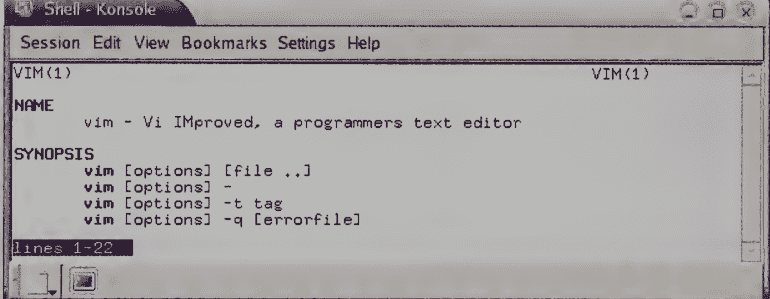 Shell - Konsole
Session Edit View Bookmarks Settings Help
VIM(1) VIM(1)
NAME
vim - Vi IMproved, a programmers text editor
SYNOPSIS
vim [options] [file ..]
vim [options] -
vim [options] -t tag
vim [options] -q [errorfile]
lines 1-22